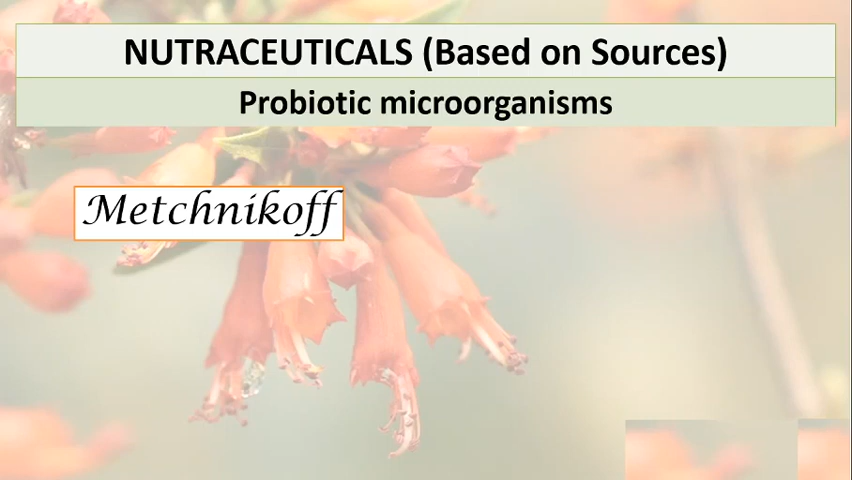 NUTRACEUTICALS (Based on Sources)
Probiotic microorganisms
Metchnikoff